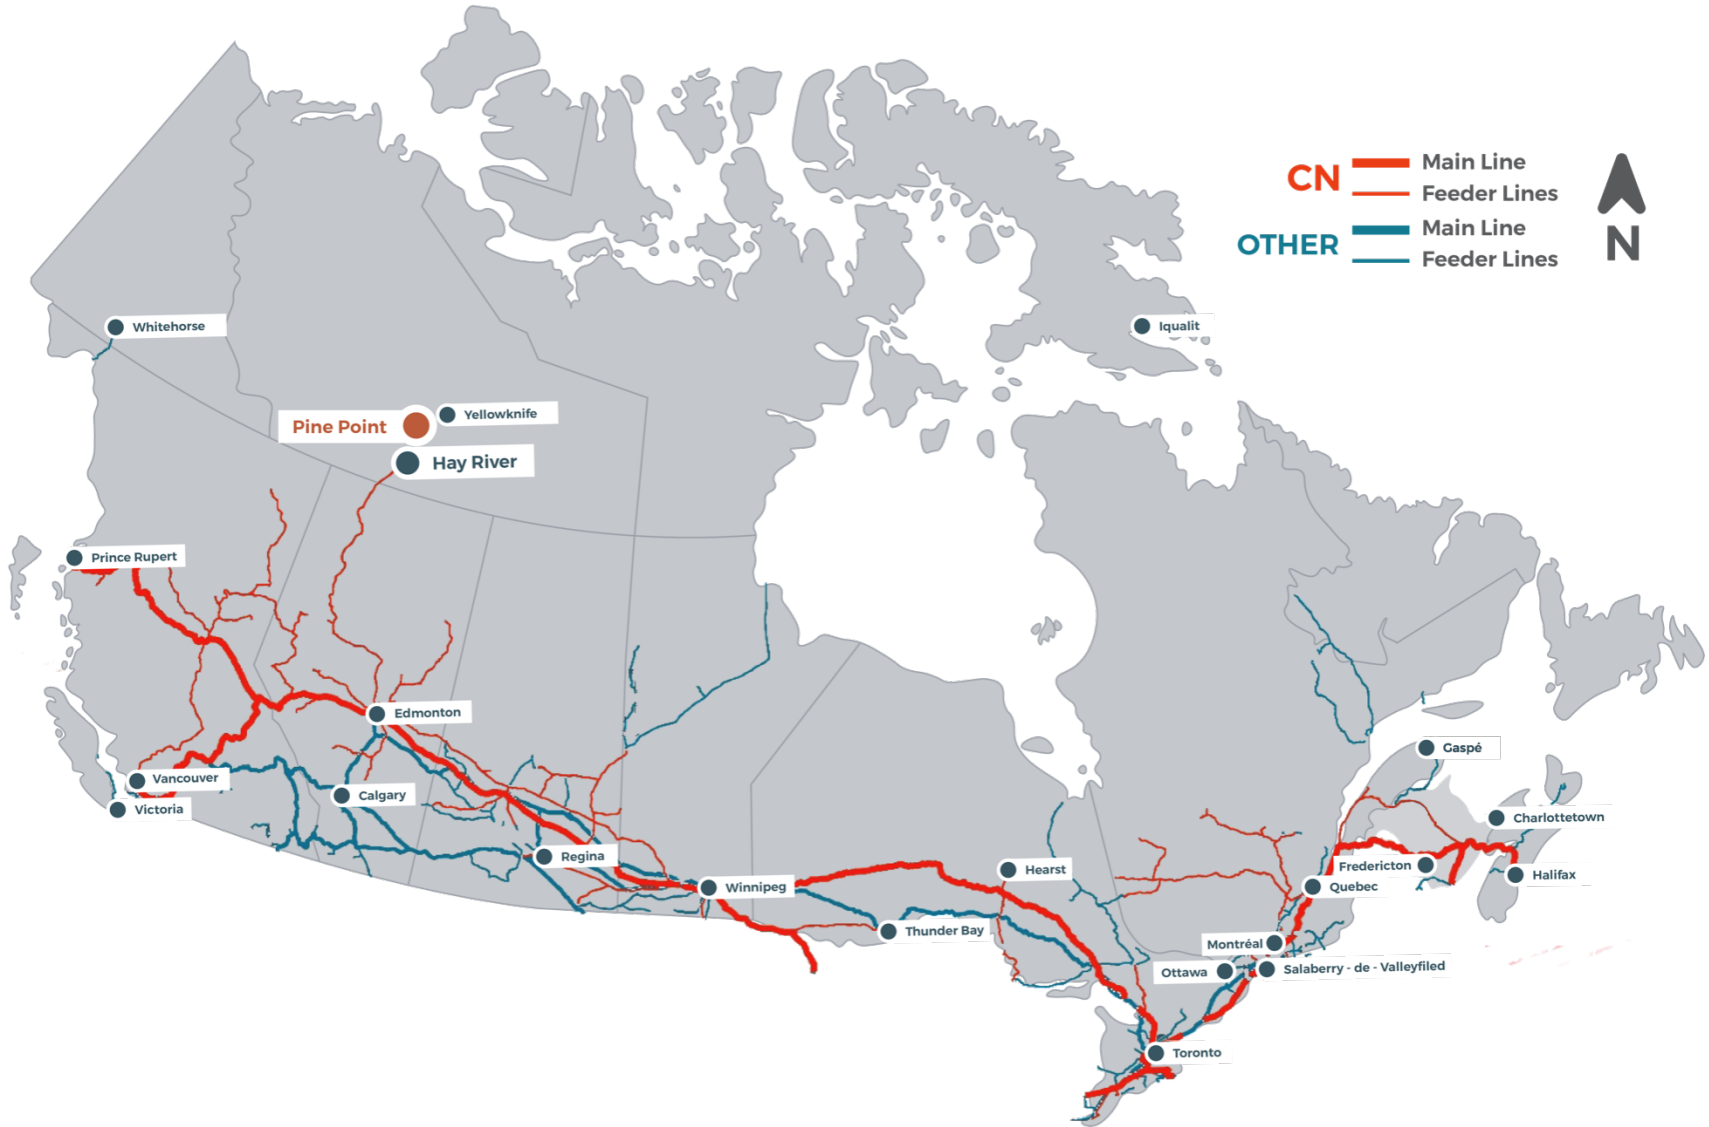 CN
Main Line
Feeder Lines
OTHER
Main Line
Feeder Lines
N
Whitehorse
Iqualit
Yellowknife
Pine Point
Hay River
Prince Rupert
Edmonton
Gaspé
Vancouver
Calgary
Victoria
Charlottetown
Regina
Fredericton
Hearst
Halifax
Winnipeg
Quebec
Thunder Bay
Montréal
Ottawa
Salaberry - de - Valleyfiled
Toronto